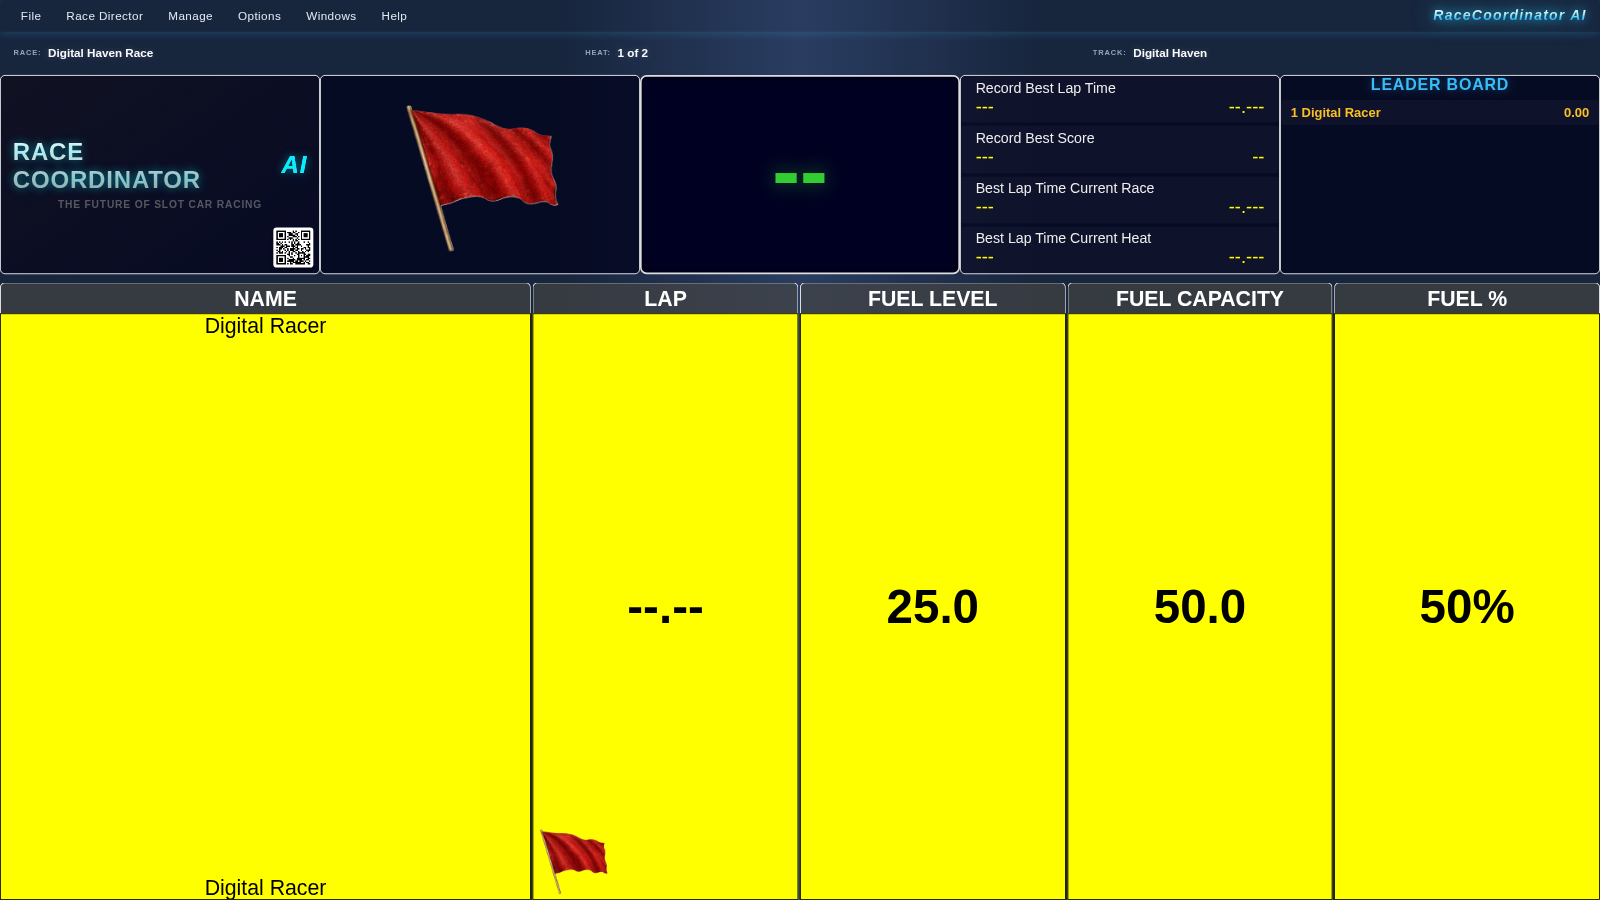 File Race Director Manage Options Windows Help RaceCoordinator AI
RACE: Digital Haven Race HEAT: 1 of 2 TRACK: Digital Haven
RACE
COORDINATOR
AI
THE FUTURE OF SLOT CAR RACING
--
Record Best Lap Time
--- --.---
Record Best Score
--- --
Best Lap Time Current Race
--- --.---
Best Lap Time Current Heat
--- --.---
LEADER BOARD
1 Digital Racer 0.00
NAME LAP FUEL LEVEL FUEL CAPACITY FUEL %
Digital Racer
--.-- 25.0 50.0 50%
Digital Racer